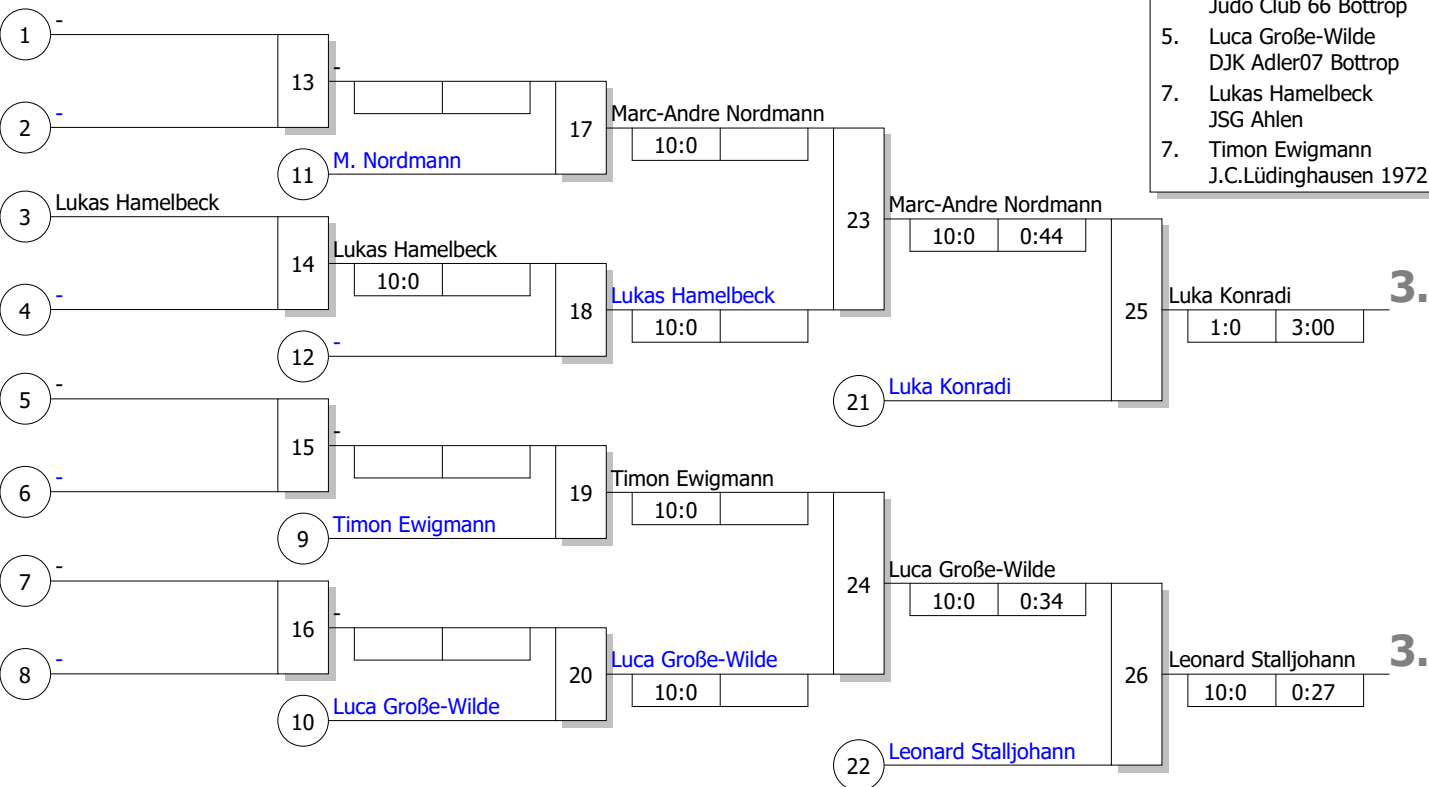 Judo Club 66 Bottrop
5. Luca Große-Wilde
DJK Adler07 Bottrop
7. Lukas Hamelbeck
JSG Ahlen
7. Timon Ewigmann
J.C.Lüdinghausen 1972
1 -
2 -
13 -
11 M. Nordmann
17 Marc-Andre Nordmann
10:0
3 Lukas Hamelbeck
4 -
14 Lukas Hamelbeck
10:0
12 -
18 Lukas Hamelbeck
10:0
23 Marc-Andre Nordmann
10:0 0:44
21 Luka Konradi
25 Luka Konradi 3.
1:0 3:00
5 -
6 -
15 -
9 Timon Ewigmann
19 Timon Ewigmann
10:0
7 -
8 -
16 -
10 Luca Große-Wilde
20 Luca Große-Wilde
10:0
24 Luca Große-Wilde
10:0 0:34
22 Leonard Stalljohann
26 Leonard Stalljohann 3.
10:0 0:27